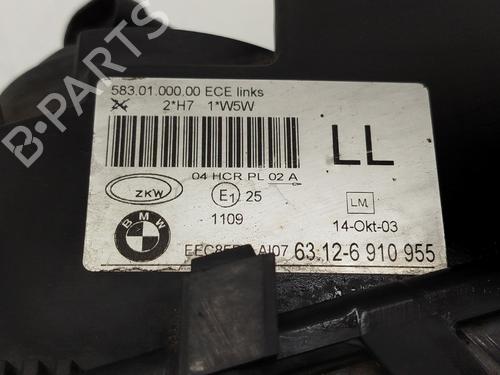 583.01.000.00 ECE links
2*H7 1*W5W
LL
04 HCR PL 02 A
ZKW
E1 25
LM
1109
14-Okt-03
BMW
AI07 63.12-6 910 955
B-PARTS